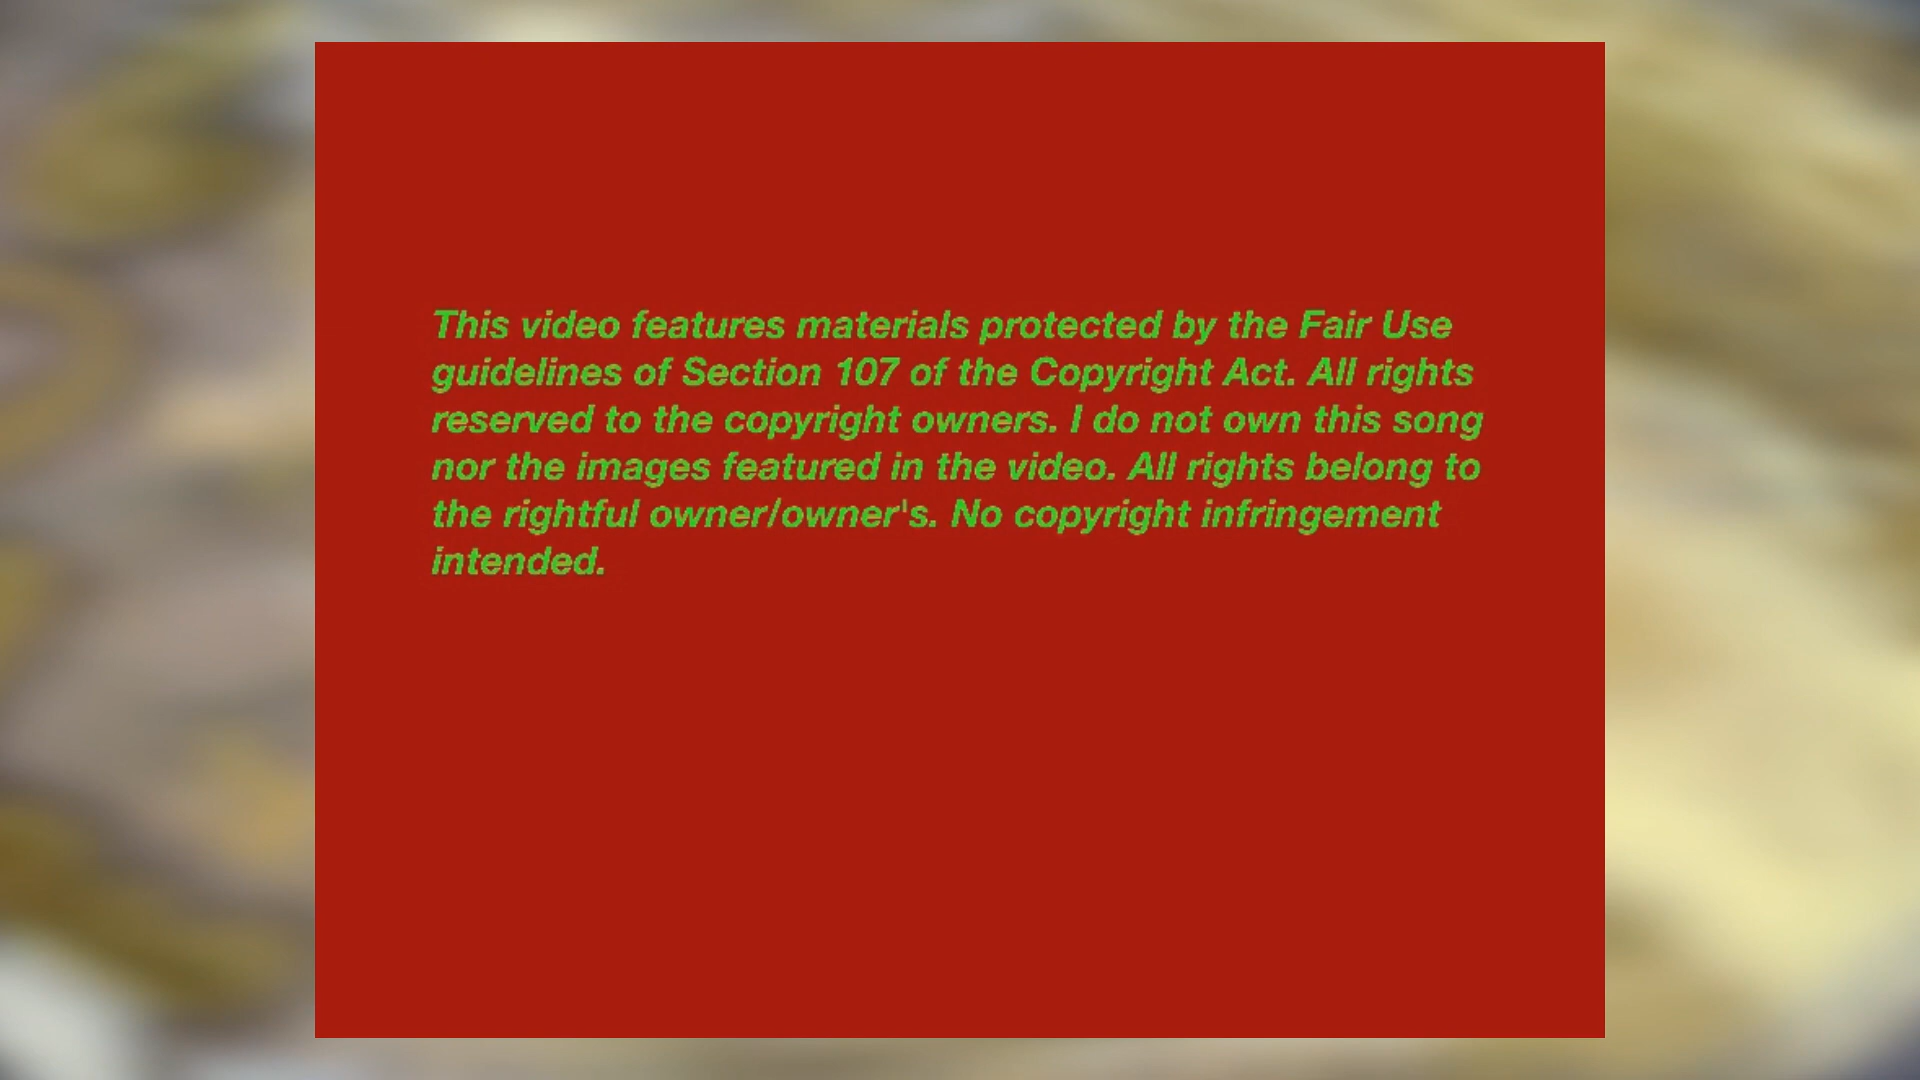 This video features materials protected by the Fair Use
guidelines of Section 107 of the Copyright Act. All rights
reserved to the copyright owners. I do not own this song
nor the images featured in the video. All rights belong to
the rightful owner/owner's. No copyright infringement
intended.